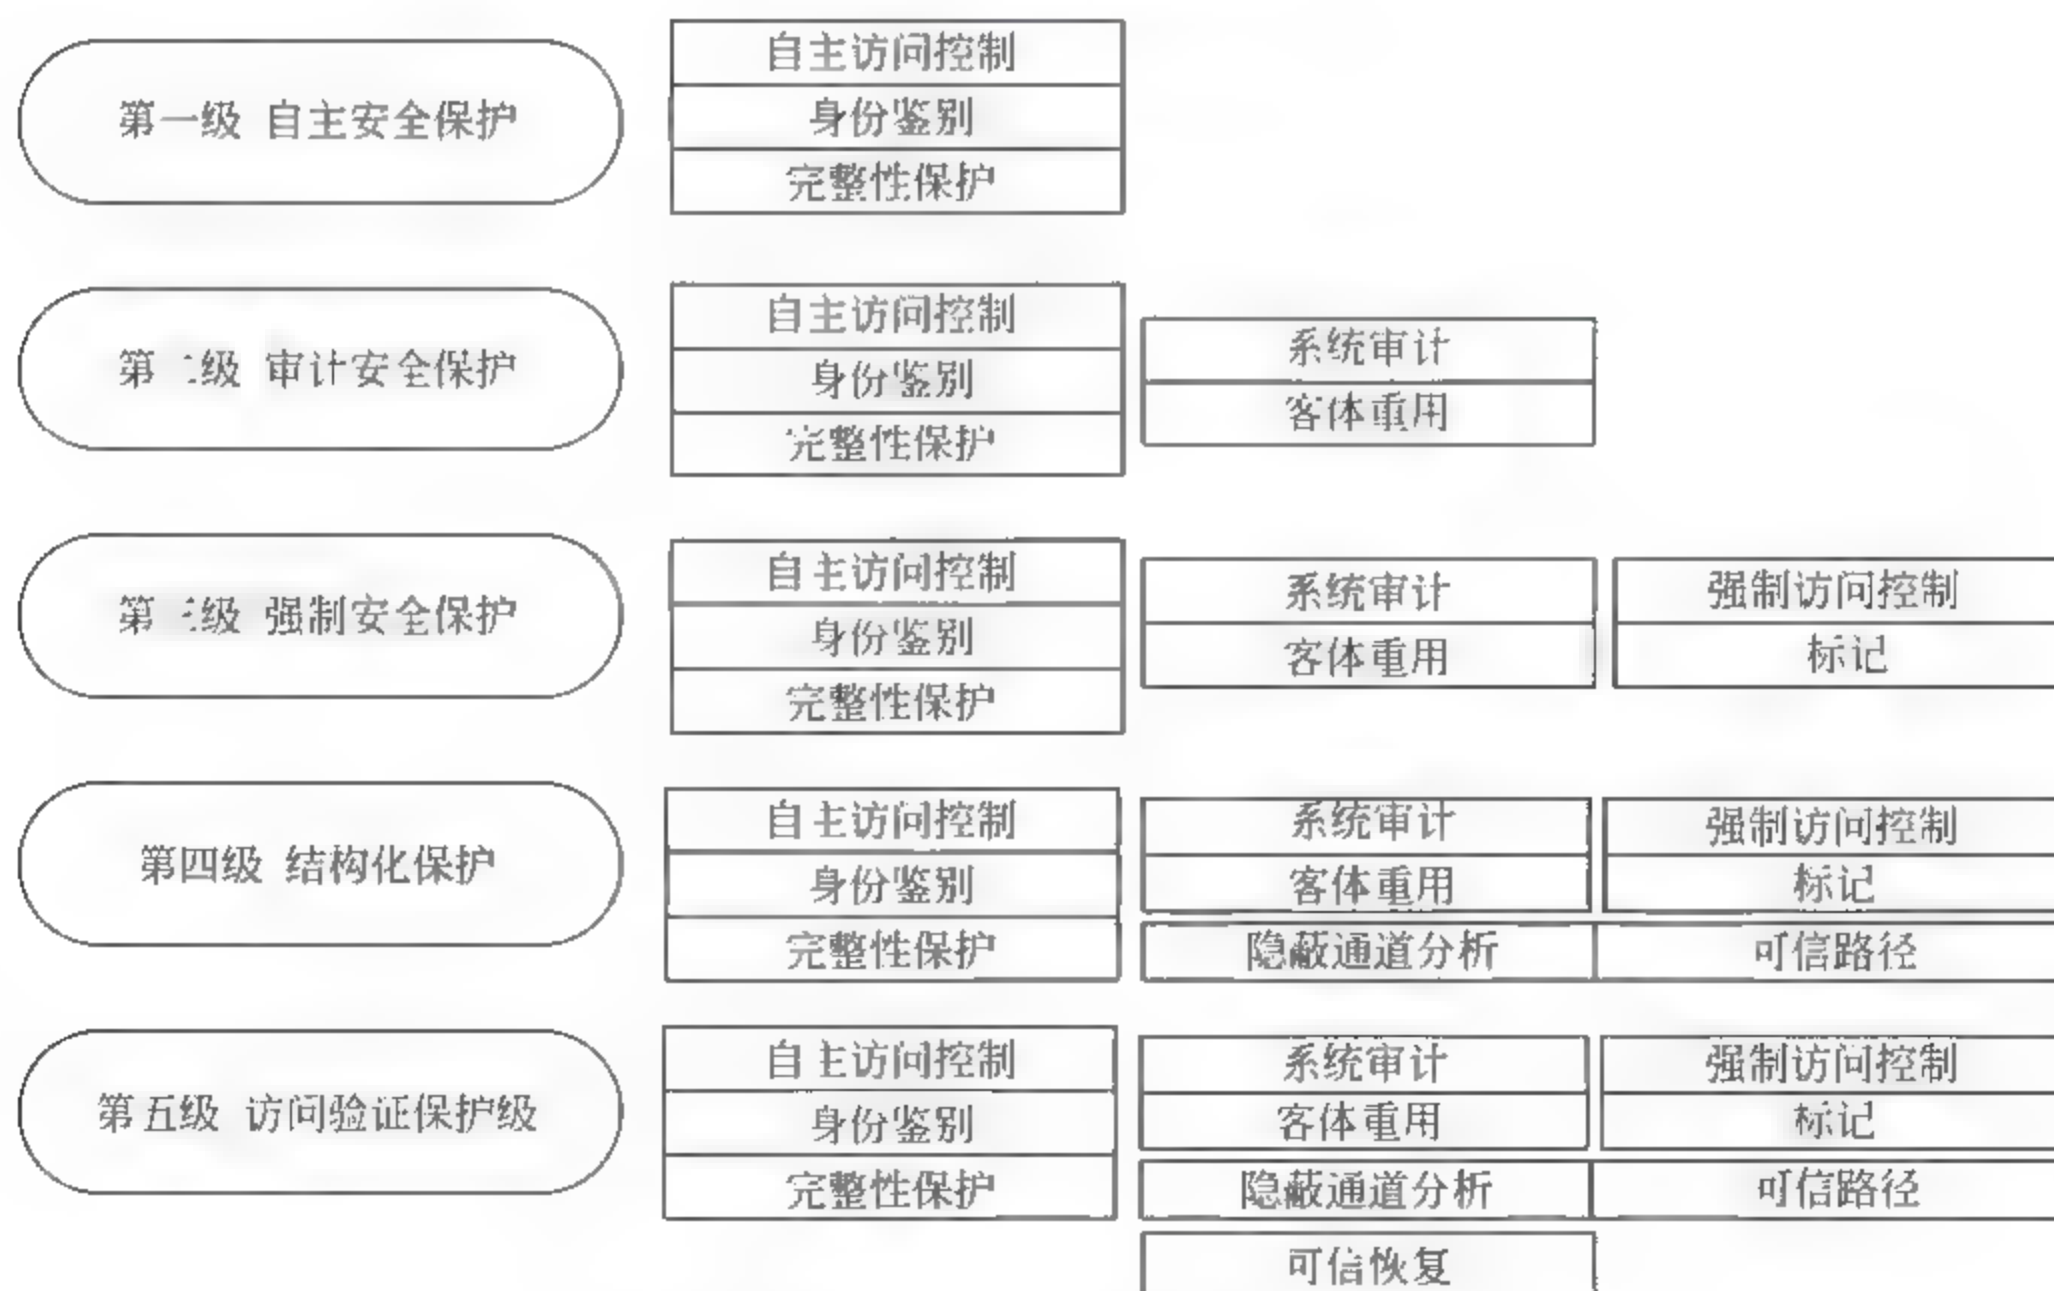 第一级 自主安全保护
自主访问控制
身份鉴别
完整性保护
第二级 审计安全保护
自主访问控制
身份鉴别
完整性保护
系统审计
客体重用
第三级 强制安全保护
自主访问控制
身份鉴别
完整性保护
系统审计
客体重用
强制访问控制
标记
第四级 结构化保护
自主访问控制
身份鉴别
完整性保护
系统审计
客体重用
强制访问控制
标记
隐蔽通道分析
可信路径
第五级 访问验证保护级
自主访问控制
身份鉴别
完整性保护
系统审计
客体重用
强制访问控制
标记
隐蔽通道分析
可信路径
可信恢复